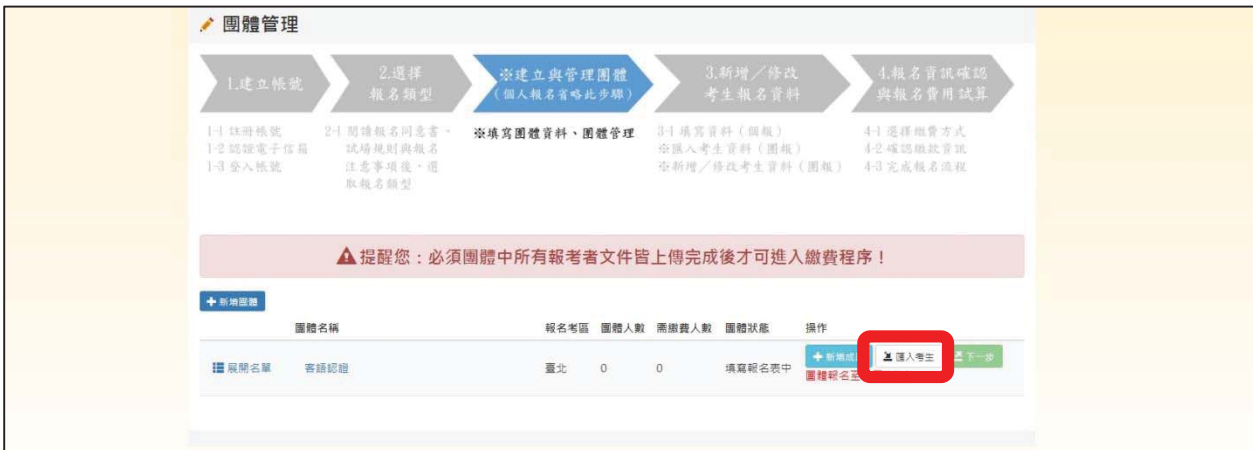 團體管理
1.建立帳號
2.選擇
報名類型
※建立與管理團體
(個人報名省略此步驟)
3.新增／修改
考生報名資料
4.報名資訊確認
與報名費用試算
1-1 註冊帳號
1-2 認證電子信箱
1-3 登入帳號
2-1 閱讀報名同意書、
試場規則與報名
注意事項後，選
取報名類型
※填寫團體資料、團體管理
3-1 填寫資料（個報）
※匯入考生資料（團報）
※新增／修改考生資料（團報）
4-1 選擇繳費方式
4-2 確認繳款資訊
4-3 完成報名流程
提醒您：必須團體中所有報考者文件皆上傳完成後才可進入繳費程序！
新增團體
團體名稱 報名考區 團體人數 需繳費人數 團體狀態 操作
展開名單 客語認證 臺北 0 0 填寫報名表中 新增成 匯入考生 下一步
團體報名至